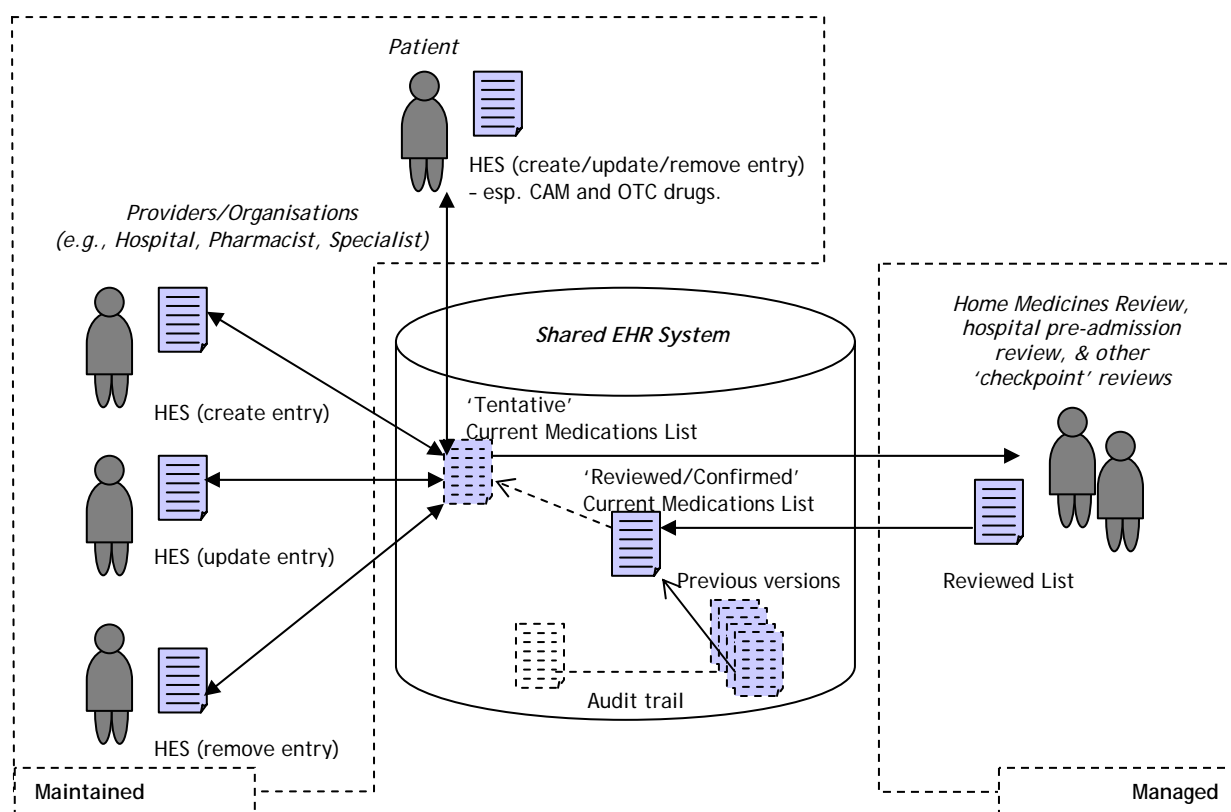 Patient
HES (create/update/remove entry)
– esp. CAM and OTC drugs.
Providers/Organisations
(e.g., Hospital, Pharmacist, Specialist)
HES (create entry)
HES (update entry)
HES (remove entry)
Maintained
Shared EHR System
‘Tentative’
Current Medications List
‘Reviewed/Confirmed’
Current Medications List
Previous versions
Audit trail
Home Medicines Review,
hospital pre-admission
review, & other
‘checkpoint’ reviews
Reviewed List
Managed